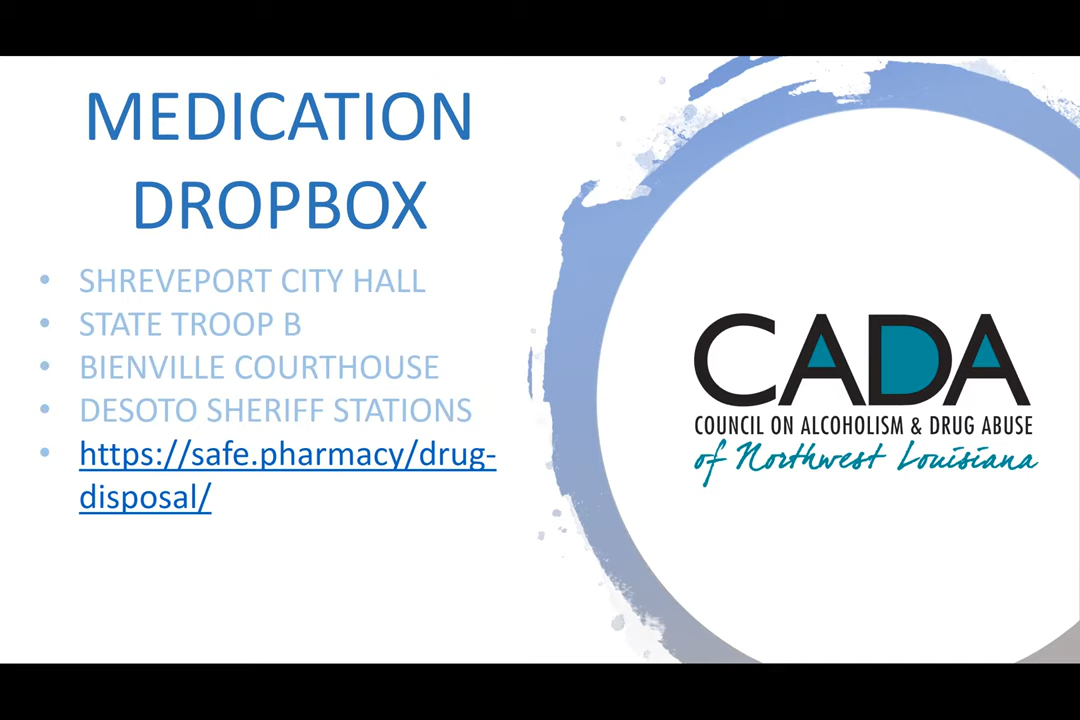 MEDICATION
DROPBOX
• SHREVEPORT CITY HALL
• STATE TROOP B
• BIENVILLE COURTHOUSE
• DESOTO SHERIFF STATIONS
• https://safe.pharmacy/drug-
disposal/
CADA
COUNCIL ON ALCOHOLISM & DRUG ABUSE
of Northwest Louisiana